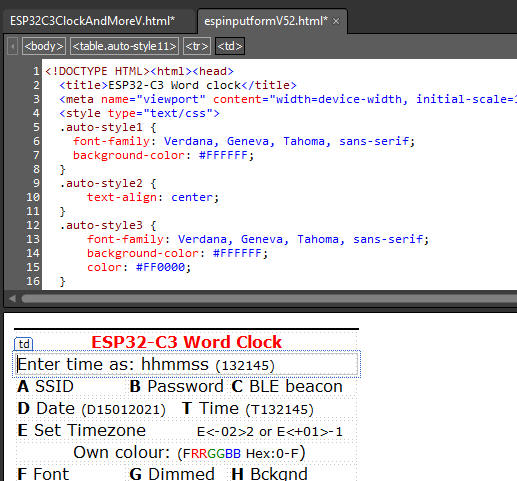 ESP32C3ClockAndMoreV.html* espinputformV52.html* ×
<body> <table.auto-style11> <tr> <td>
1 <!DOCTYPE HTML><html><head>
2 <title>ESP32-C3 Word clock</title>
3 <meta name="viewport" content="width=device-width, initial-scale=1
4 <style type="text/css">
5 .auto-style1 {
6 font-family: Verdana, Geneva, Tahoma, sans-serif;
7 background-color: #FFFFFF;
8 }
9 .auto-style2 {
10 text-align: center;
11 }
12 .auto-style3 {
13 font-family: Verdana, Geneva, Tahoma, sans-serif;
14 background-color: #FFFFFF;
15 color: #FF0000;
16 }
td ESP32-C3 Word Clock
Enter time as: hhmmss (132145)
A SSID B Password C BLE beacon
D Date (D15012021) T Time (T132145)
E Set Timezone E<-02>2 or E<+01>-1
Own colour: (FRRGGBB Hex:0-F)
F Font G Dimmed H Bckgnd